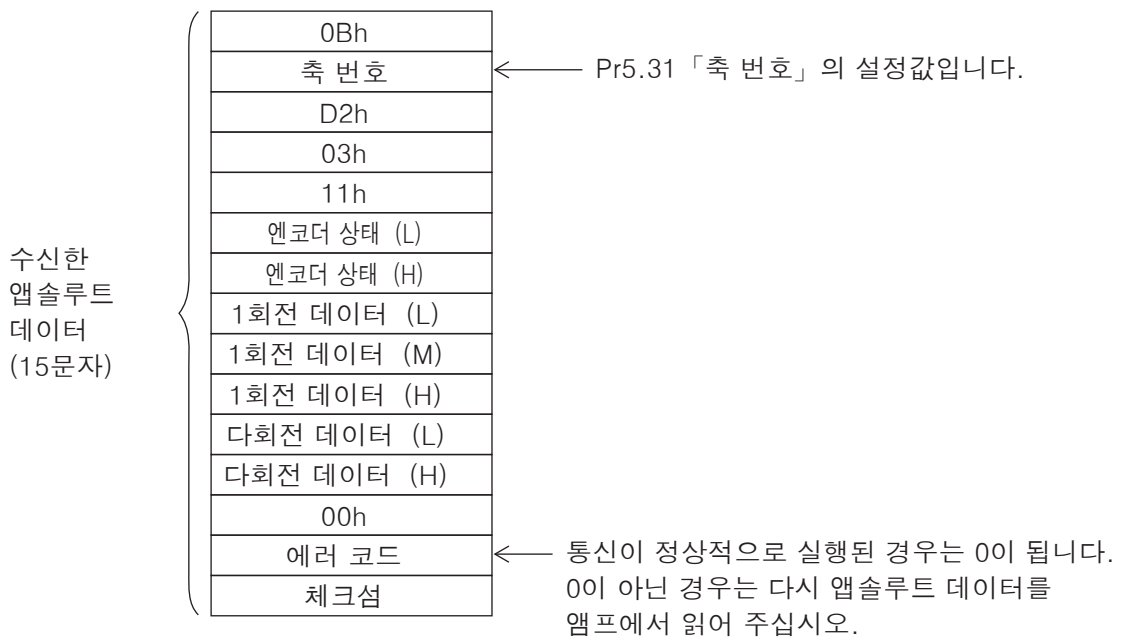 0Bh
축 번호
Pr5.31 「축 번호」의 설정값입니다.
D2h
03h
11h
엔코더 상태 (L)
엔코더 상태 (H)
수신한
앱솔루트
데이터
(15문자)
1회전 데이터 (L)
1회전 데이터 (M)
1회전 데이터 (H)
다회전 데이터 (L)
다회전 데이터 (H)
00h
에러 코드
체크섬
통신이 정상적으로 실행된 경우는 0이 됩니다.
0이 아닌 경우는 다시 앱솔루트 데이터를
앰프에서 읽어 주십시오.